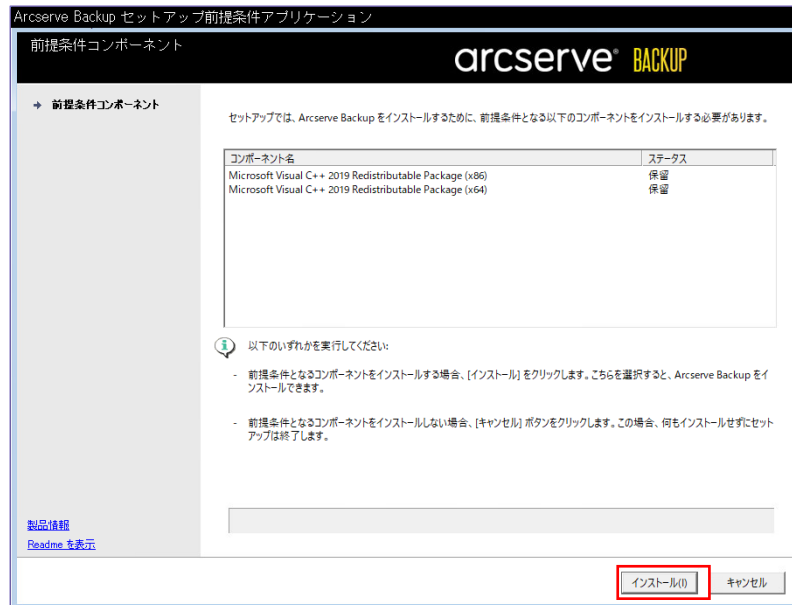 Arcserve Backup セットアップ前提条件アプリケーション
前提条件コンポーネント
arcserve® BACKUP
前提条件コンポーネント
セットアップでは、Arcserve Backup をインストールするために、前提条件となる以下のコンポーネントをインストールする必要があります。
コンポーネント名 ステータス
Microsoft Visual C++ 2019 Redistributable Package (x86) 保留
Microsoft Visual C++ 2019 Redistributable Package (x64) 保留
以下のいずれかを実行してください:
- 前提条件となるコンポーネントをインストールする場合、[インストール] をクリックします。こちらを選択すると、Arcserve Backup をイ
ンストールできます。
- 前提条件となるコンポーネントをインストールしない場合、[キャンセル] ボタンをクリックします。この場合、何もインストールせずにセット
アップは終了します。
製品情報
Readme を表示
インストール(I) キャンセル